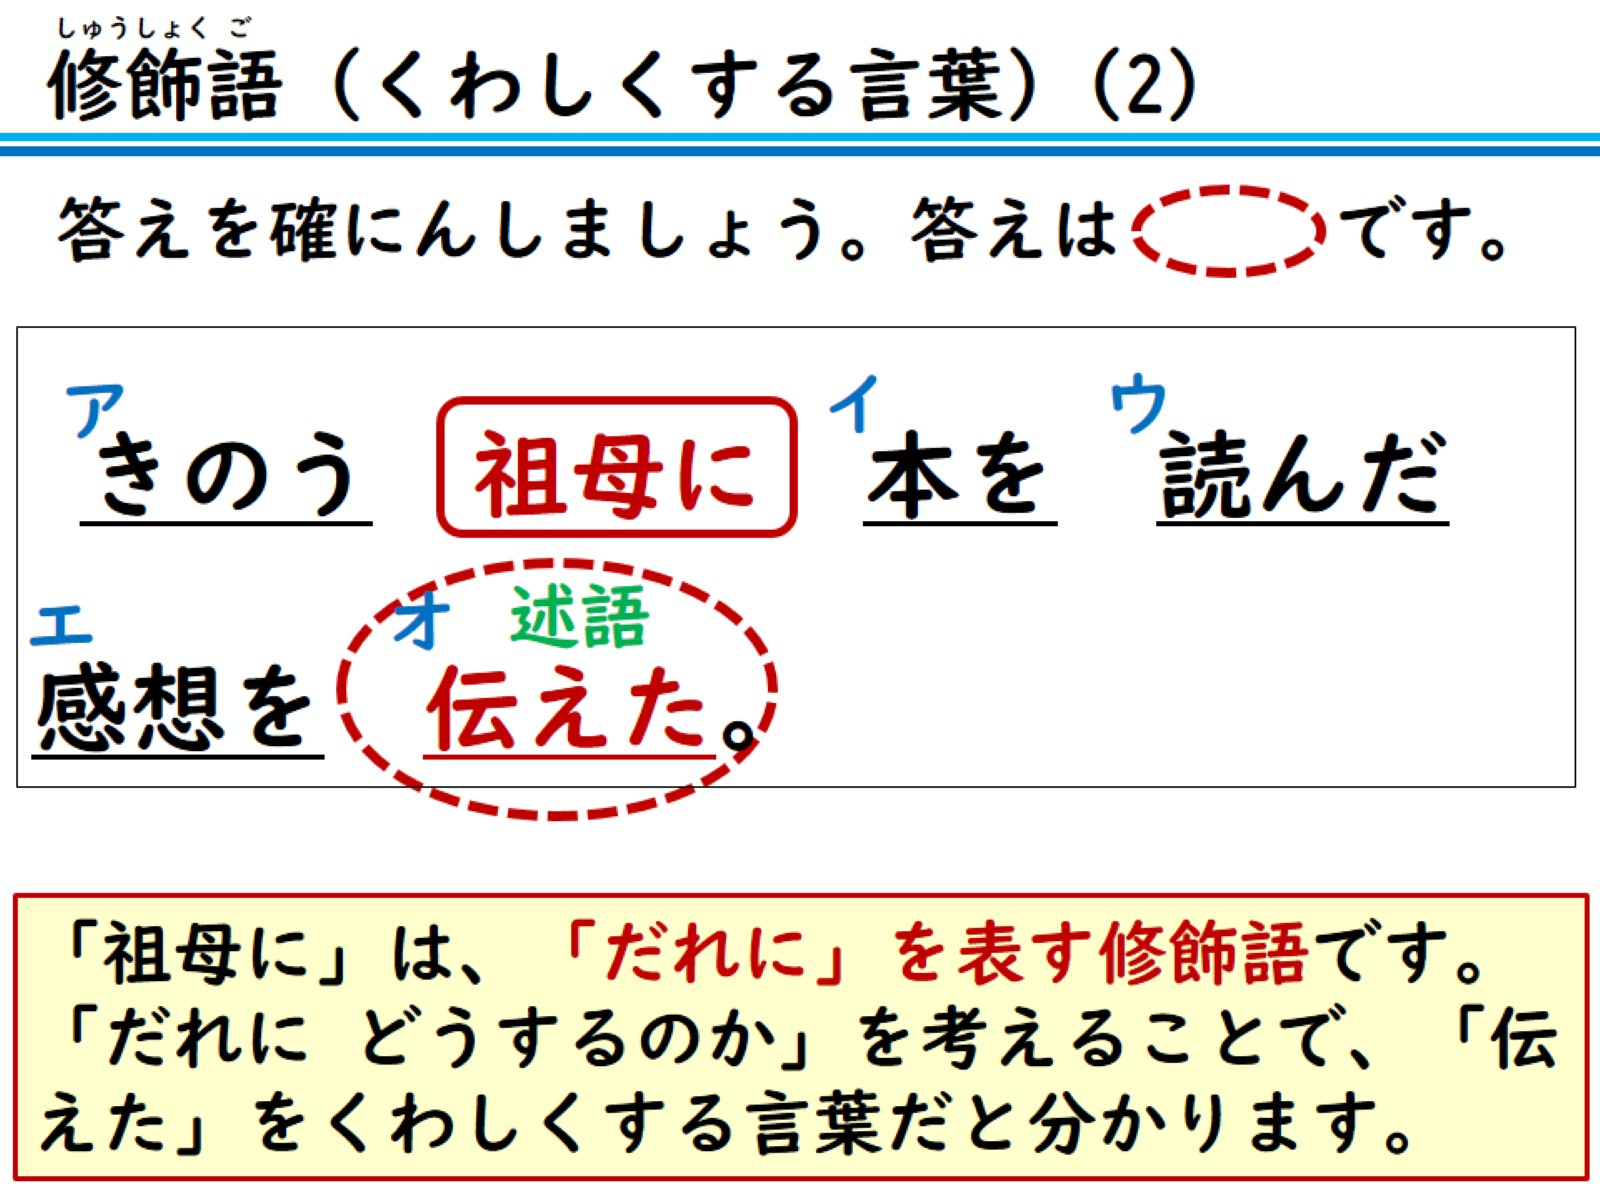 しゅうしょく ご
修飾語（くわしくする言葉）（2）
答えを確にんしましょう。答えは です。
ア イ ウ
きのう 祖母に 本を 読んだ
エ オ 述語
感想を 伝えた。
「祖母に」は、「だれに」を表す修飾語です。
「だれに どうするのか」を考えることで、「伝
えた」をくわしくする言葉だと分かります。